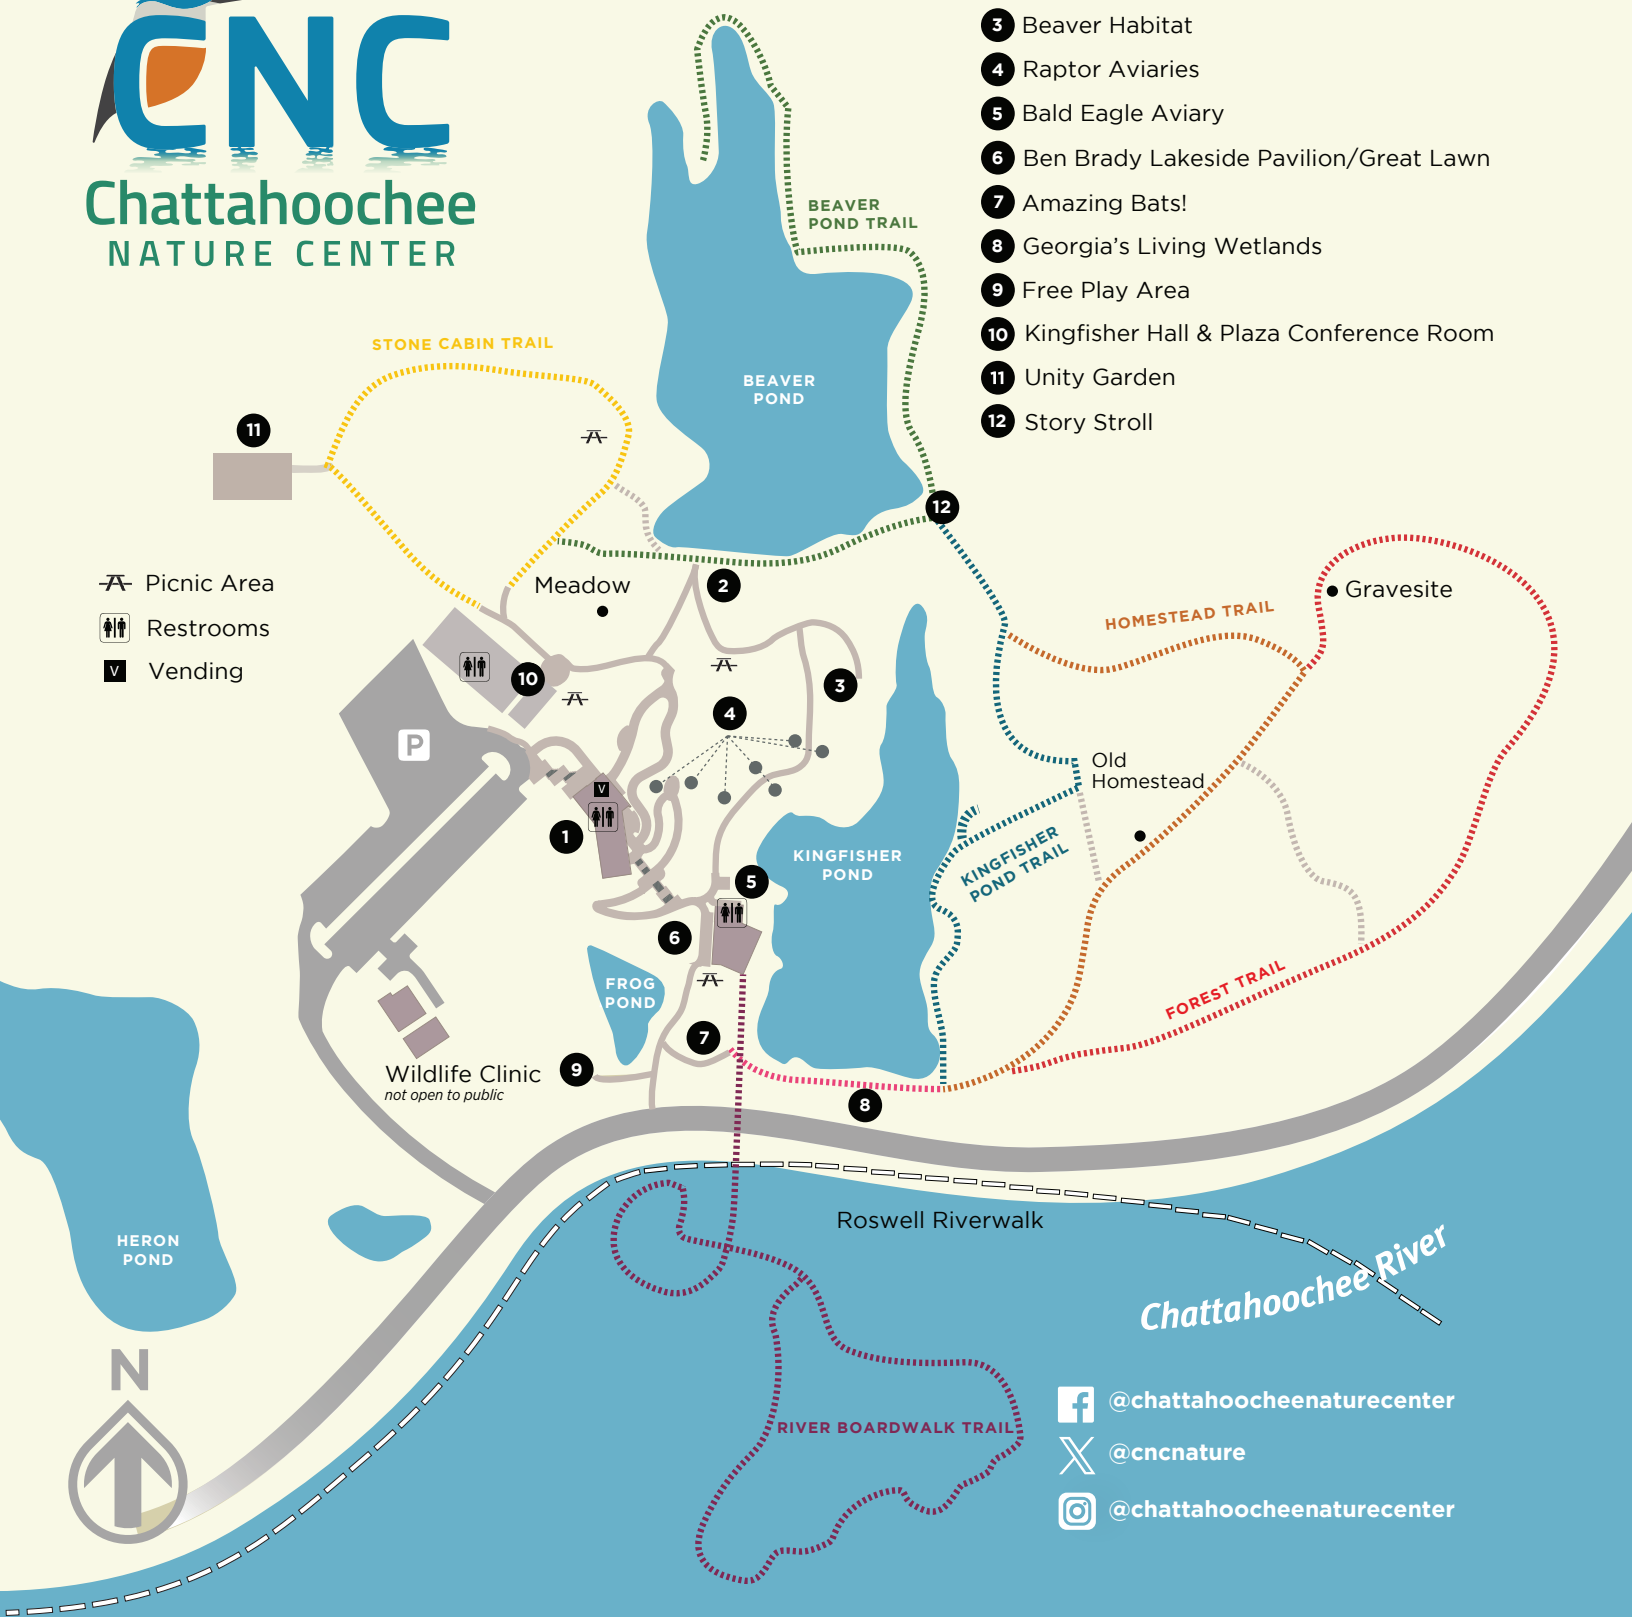 CNC
Chattahoochee
NATURE CENTER
3 Beaver Habitat
4 Raptor Aviaries
5 Bald Eagle Aviary
6 Ben Brady Lakeside Pavilion/Great Lawn
7 Amazing Bats!
8 Georgia's Living Wetlands
9 Free Play Area
10 Kingfisher Hall & Plaza Conference Room
11 Unity Garden
12 Story Stroll
BEAVER
POND TRAIL
STONE CABIN TRAIL
BEAVER
POND
11
12
Picnic Area
Restrooms
V Vending
Meadow
2
Gravesite
HOMESTEAD TRAIL
10
3
4
P
Old
Homestead
V
1
KINGFISHER
POND
KINGFISHER
POND TRAIL
5
6
FROG
POND
FOREST TRAIL
7
Wildlife Clinic
not open to public
9
8
HERON
POND
Roswell Riverwalk
Chattahoochee River
N
RIVER BOARDWALK TRAIL
@chattahoocheenaturecenter
@cncnature
@chattahoocheenaturecenter